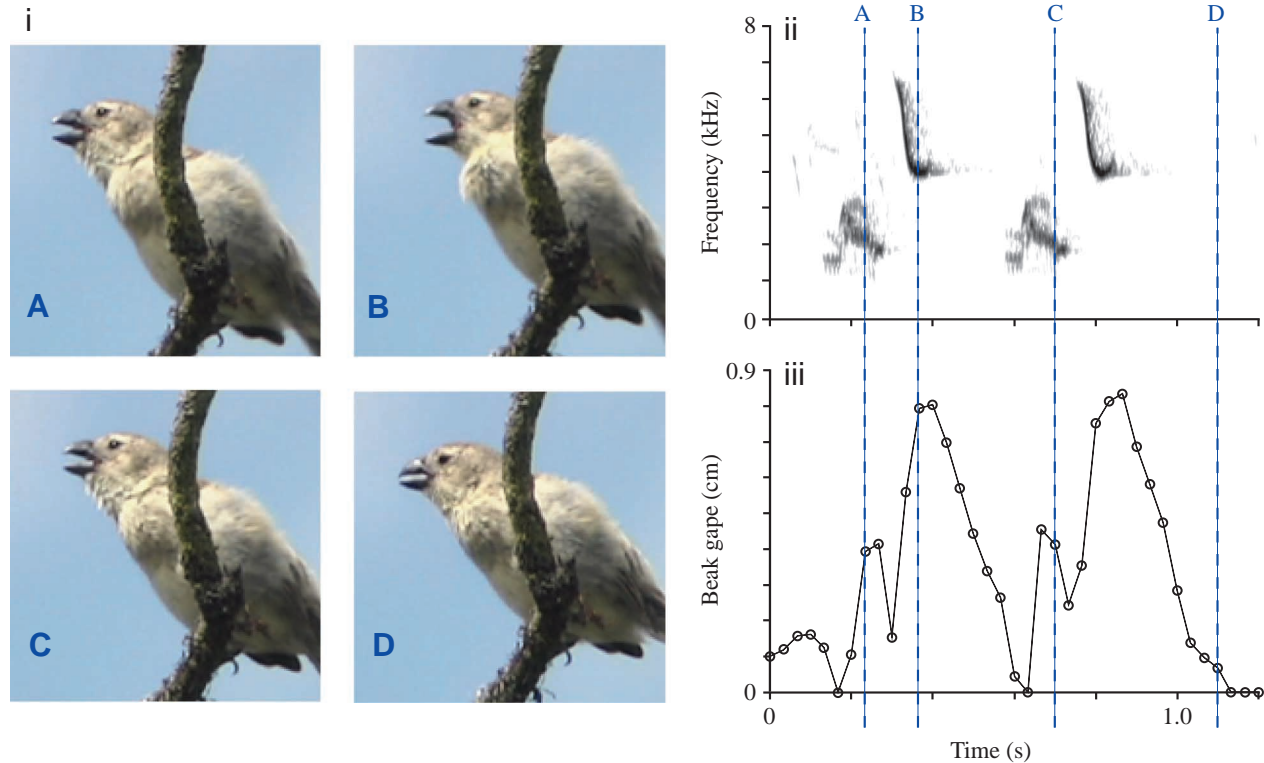 i
A
B
C
D
ii
A B C D
8
Frequency (kHz)
0
iii
0.9
Beak gape (cm)
0
0 1.0
Time (s)